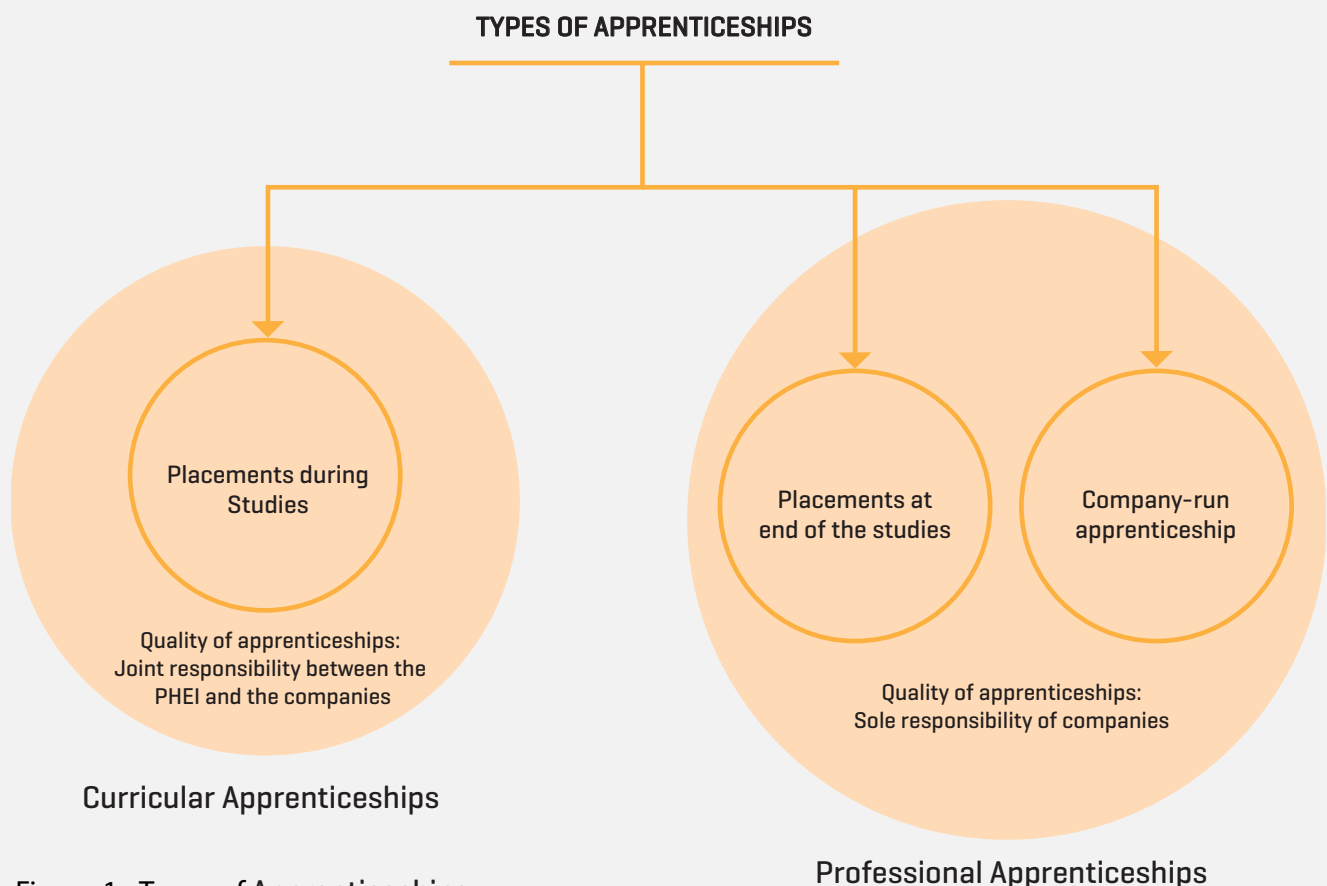 TYPES OF APPRENTICESHIPS
Placements during
Studies
Quality of apprenticeships:
Joint responsibility between the
PHEI and the companies
Curricular Apprenticeships
Placements at
end of the studies
Company-run
apprenticeship
Quality of apprenticeships:
Sole responsibility of companies
Professional Apprenticeships